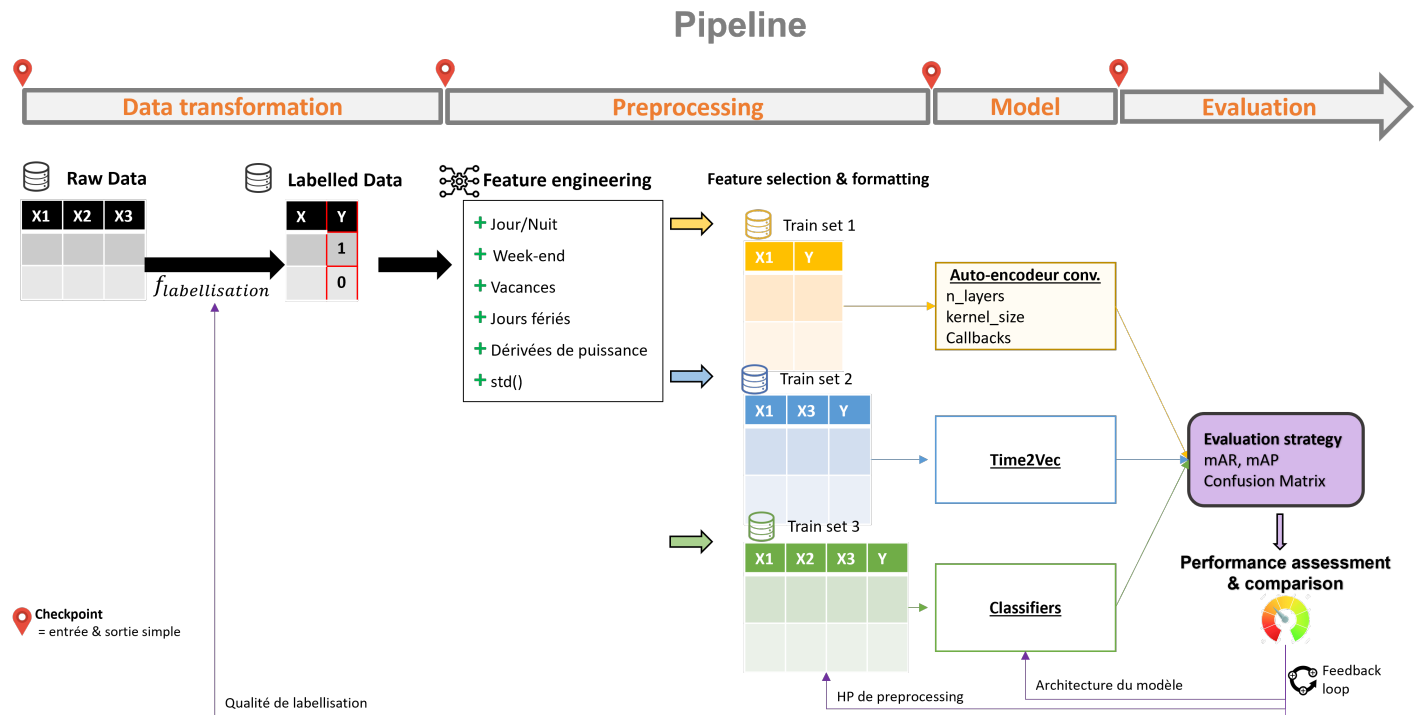 Pipeline
Data transformation
Preprocessing
Model
Evaluation
Raw Data
X1 X2 X3
f labellisation
Labelled Data
X Y
1
0
Feature engineering
+ Jour/Nuit
+ Week-end
+ Vacances
+ Jours fériés
+ Dérivées de puissance
+ std()
Feature selection & formatting
Train set 1
X1 Y
Train set 2
X1 X3 Y
Train set 3
X1 X2 X3 Y
Auto-encodeur conv.
n_layers
kernel_size
Callbacks
Time2Vec
Classifiers
Evaluation strategy
mAR, mAP
Confusion Matrix
Performance assessment
& comparison
Feedback
loop
Architecture du modèle
HP de preprocessing
Qualité de labellisation
Checkpoint
= entrée & sortie simple